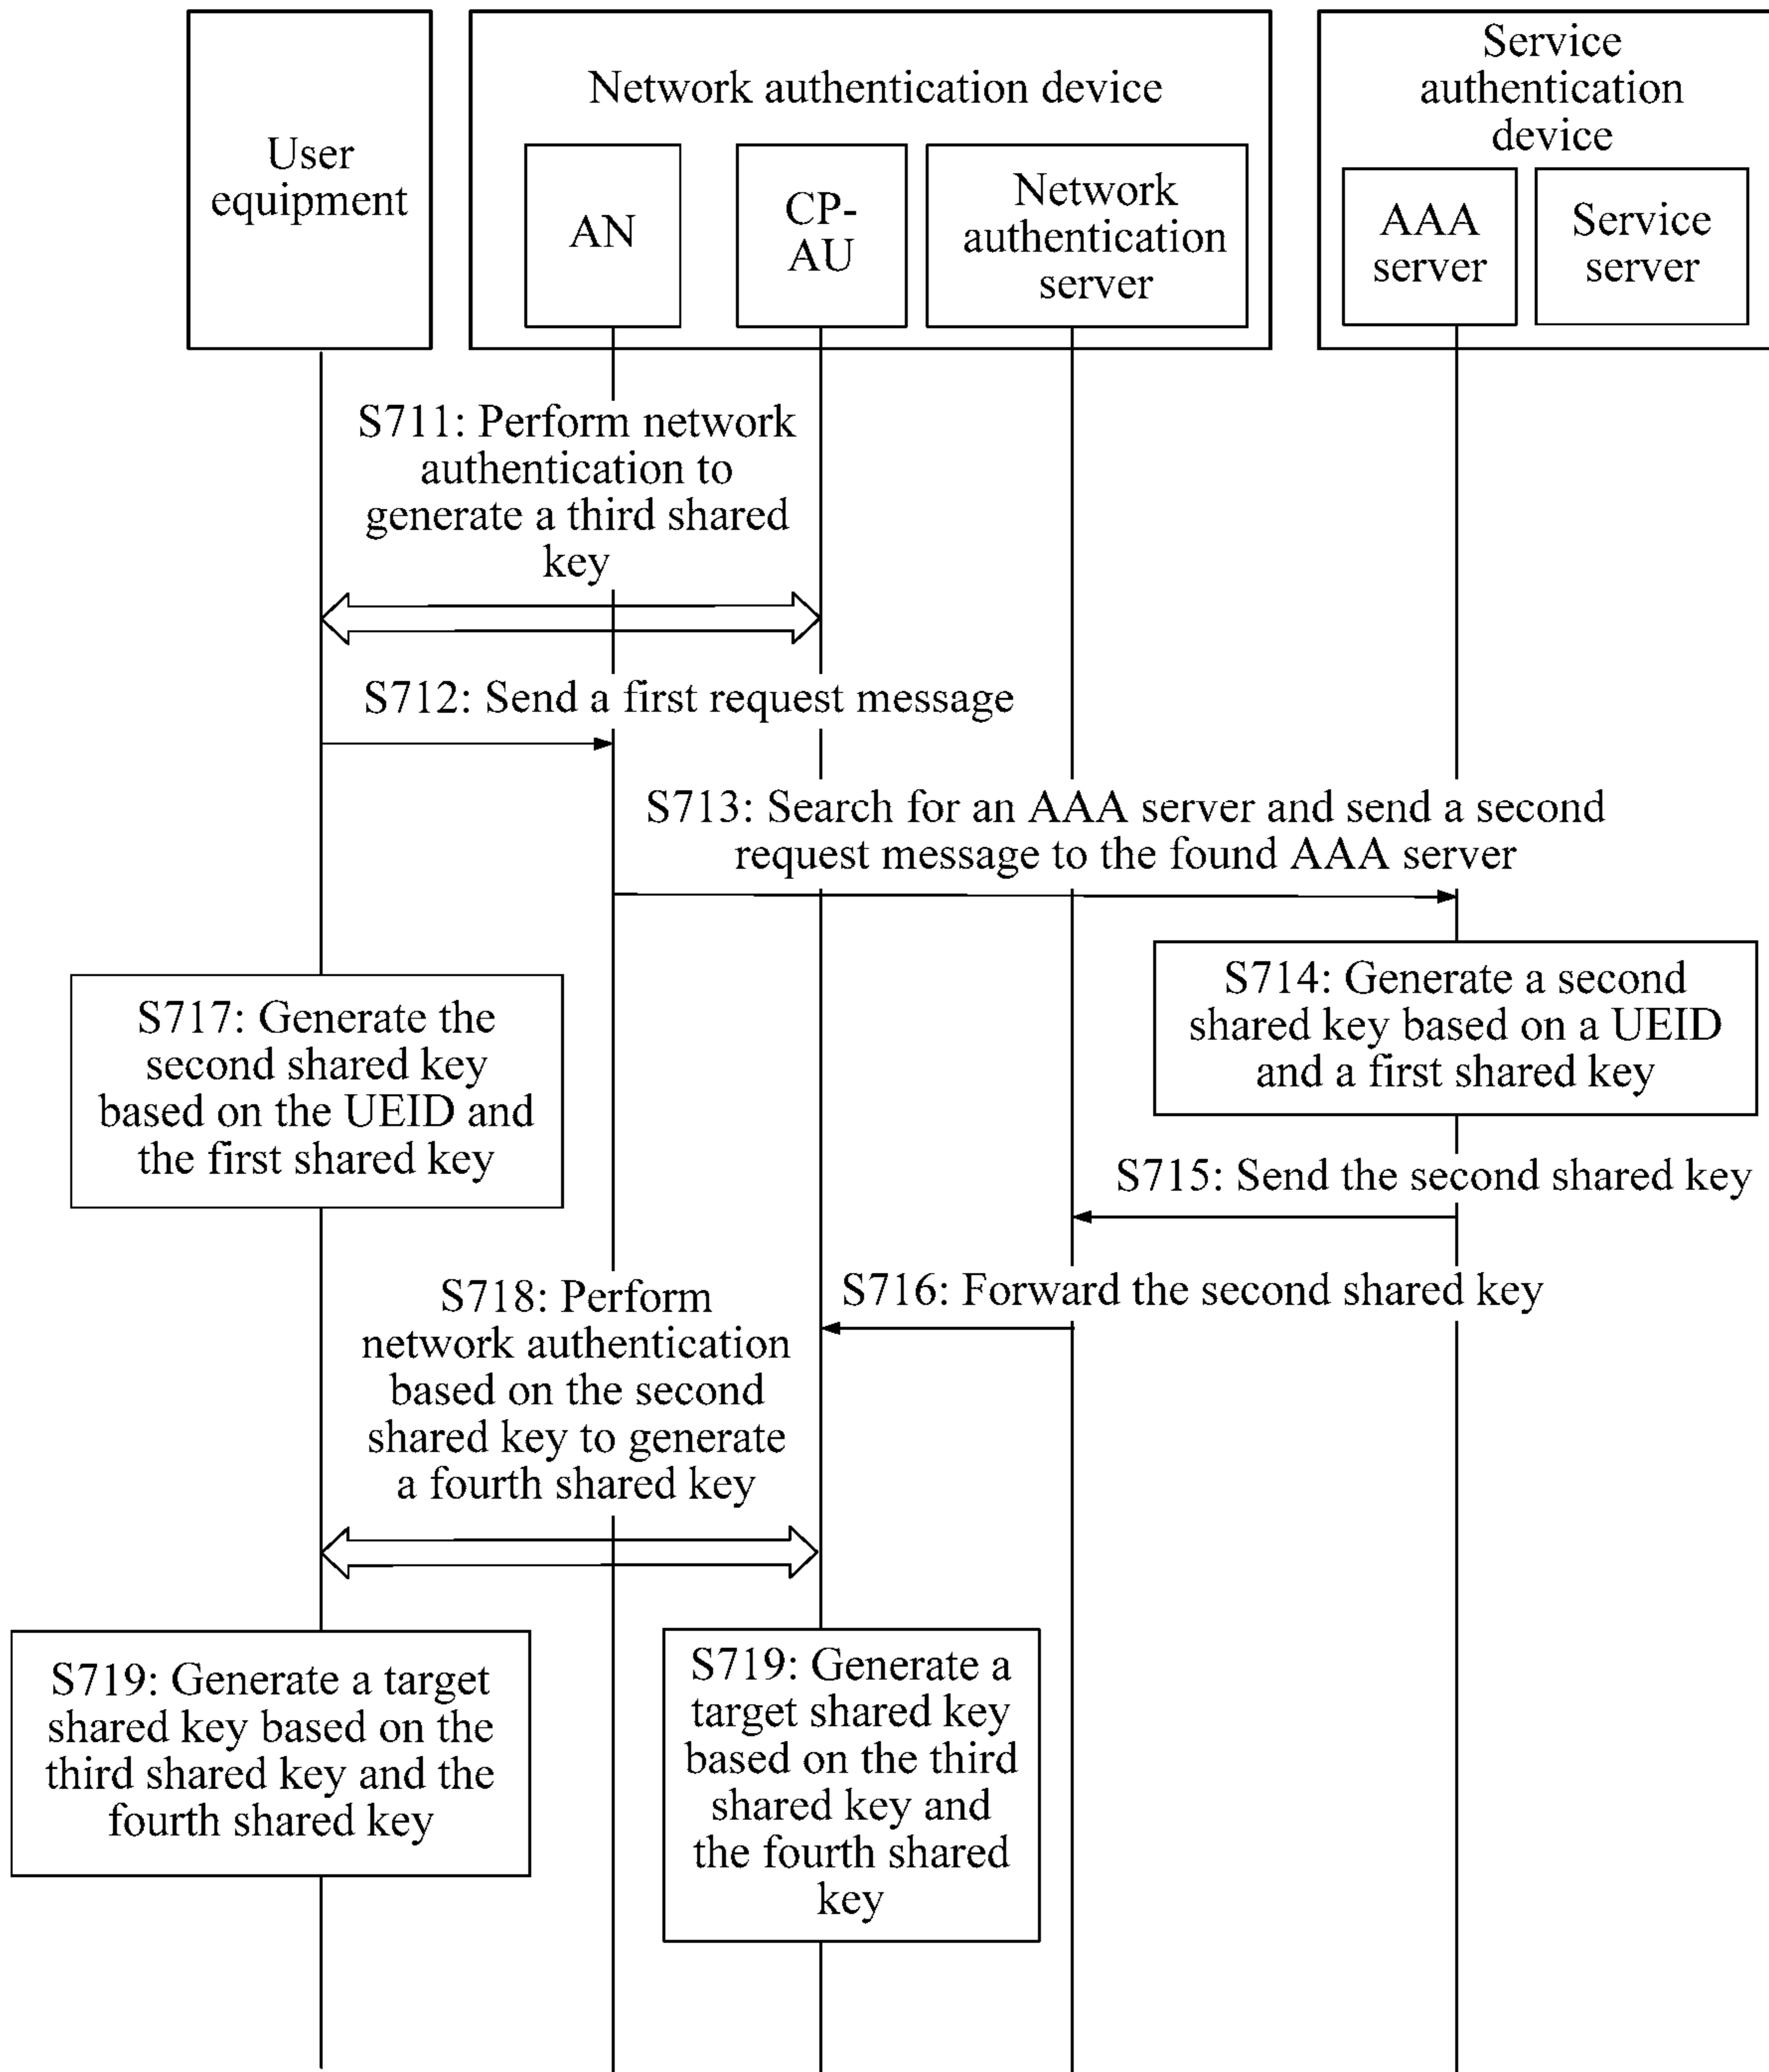 User
equipment
Network authentication device
AN
CP-
AU
Network
authentication
server
Service
authentication
device
AAA
server
Service
server
S711: Perform network
authentication to
generate a third shared
key
S712: Send a first request message
S713: Search for an AAA server and send a second
request message to the found AAA server
S714: Generate a second
shared key based on a UEID
and a first shared key
S717: Generate the
second shared key
based on the UEID and
the first shared key
S715: Send the second shared key
S716: Forward the second shared key
S718: Perform
network authentication
based on the second
shared key to generate
a fourth shared key
S719: Generate a target
shared key based on the
third shared key and the
fourth shared key
S719: Generate a
target shared key
based on the third
shared key and
the fourth shared
key